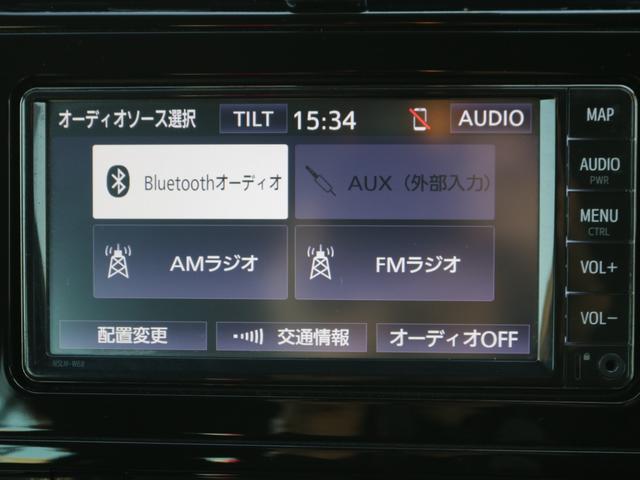 オーディオソース選択 TILT 15:34 AUDIO
Bluetoothオーディオ AUX（外部入力）
AMラジオ FMラジオ
配置変更 交通情報 オーディオOFF
MAP
AUDIO
PWR
MENU
CTRL
VOL+
VOL-
NSLN-W68